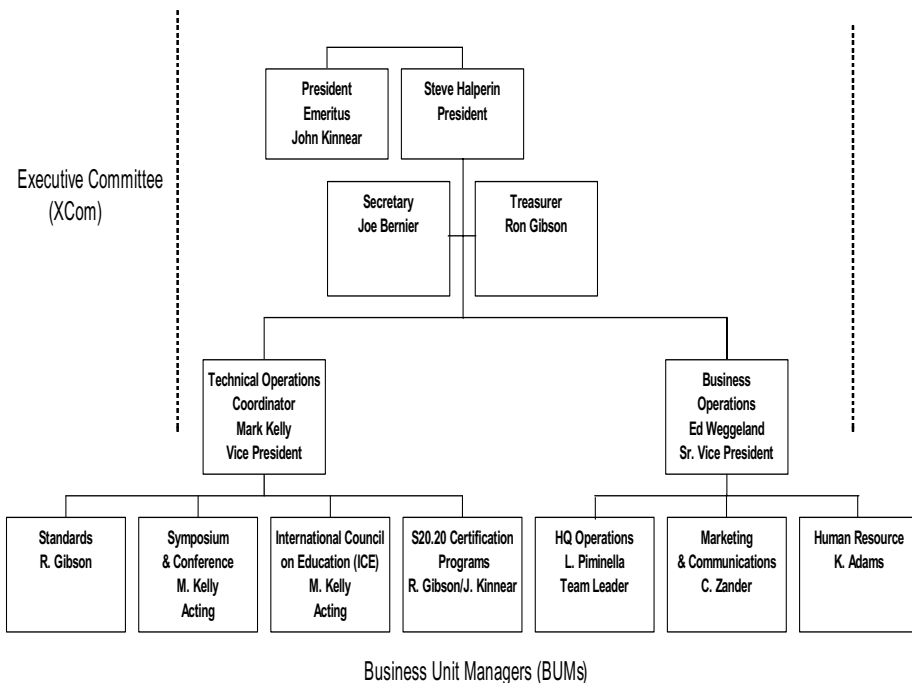 President
Emeritus
John Kinnear
Steve Halperin
President
Executive Committee
(XCom)
Secretary
Joe Bernier
Treasurer
Ron Gibson
Technical Operations
Coordinator
Mark Kelly
Vice President
Business
Operations
Ed Weggeland
Sr. Vice President
Standards
R. Gibson
Symposium
& Conference
M. Kelly
Acting
International Council
on Education (ICE)
M. Kelly
Acting
S20.20 Certification
Programs
R. Gibson/J. Kinnear
HQ Operations
L. Piminella
Team Leader
Marketing
& Communications
C. Zander
Human Resource
K. Adams
Business Unit Managers (BUMs)